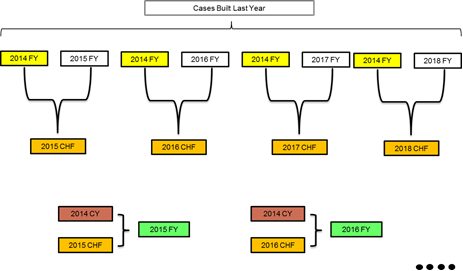 Cases Built Last Year
2014 FY 2015 FY 2014 FY 2016 FY 2014 FY 2017 FY 2014 FY 2018 FY
2015 CHF 2016 CHF 2017 CHF 2018 CHF
2014 CY 2014 CY
2015 FY 2016 FY
2015 CHF 2016 CHF